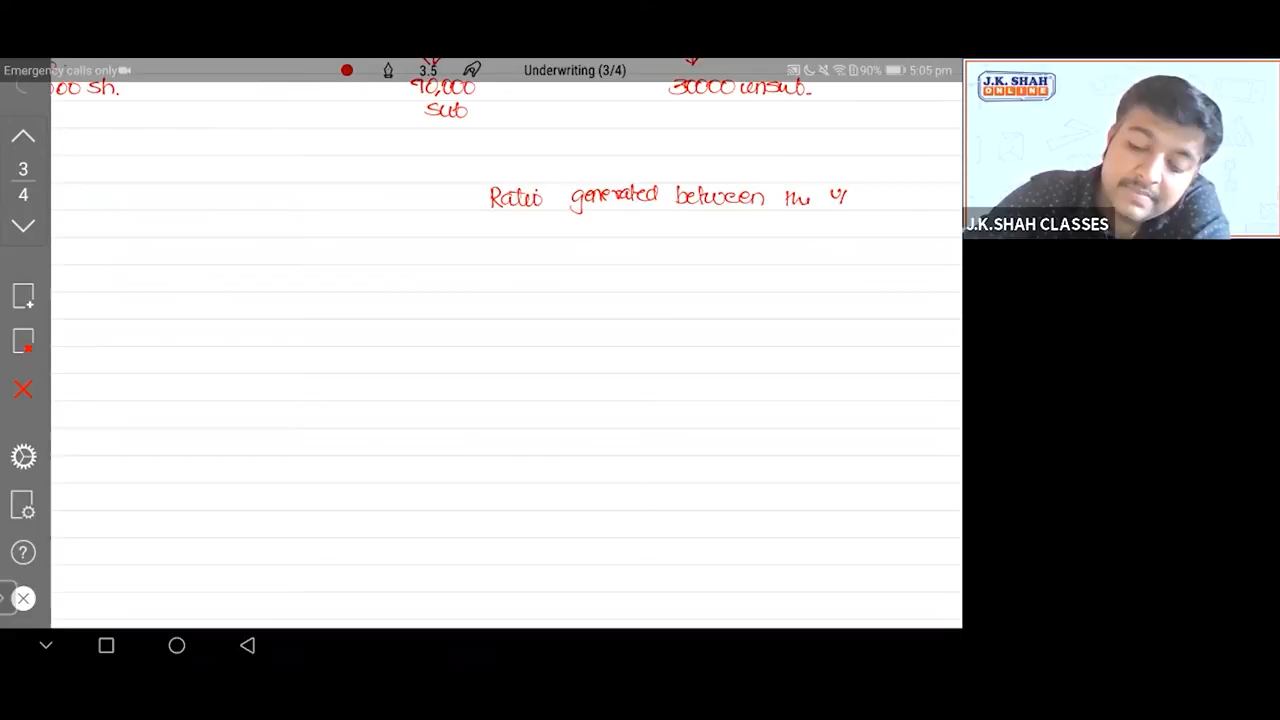 Emergency calls only
3.5
Underwriting (3/4)
90%
5:05 pm
00 sh.
90,000
30000 unsub.
sub
3
4
Ratio generated between the u/
J.K. SHAH
ONLINE
J.K.SHAH CLASSES